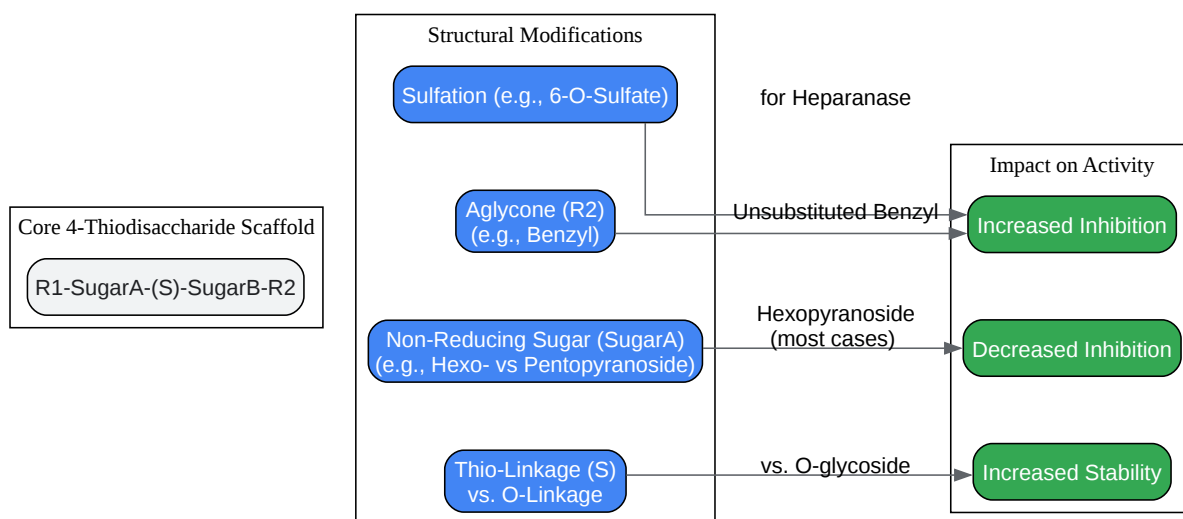 Structural Modifications
Sulfation (e.g., 6-O-Sulfate)
for Heparanase
Impact on Activity
Aglycone (R2)
(e.g., Benzyl)
Unsubstituted Benzyl
Increased Inhibition
Core 4-Thiodisaccharide Scaffold
R1-SugarA-(S)-SugarB-R2
Non-Reducing Sugar (SugarA)
(e.g., Hexo- vs Pentopyranoside)
Hexopyranoside
(most cases)
Decreased Inhibition
Thio-Linkage (S)
vs. O-Linkage
vs. O-glycoside
Increased Stability